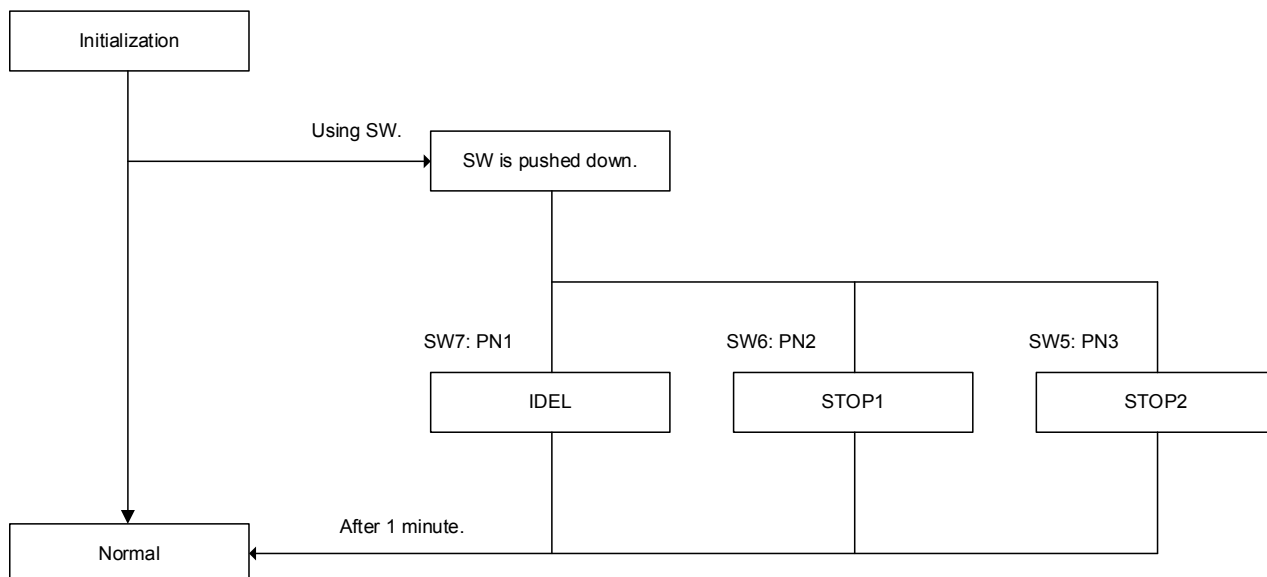 Initialization
Using SW.
SW is pushed down.
SW7: PN1
SW6: PN2
SW5: PN3
IDEL
STOP1
STOP2
After 1 minute.
Normal